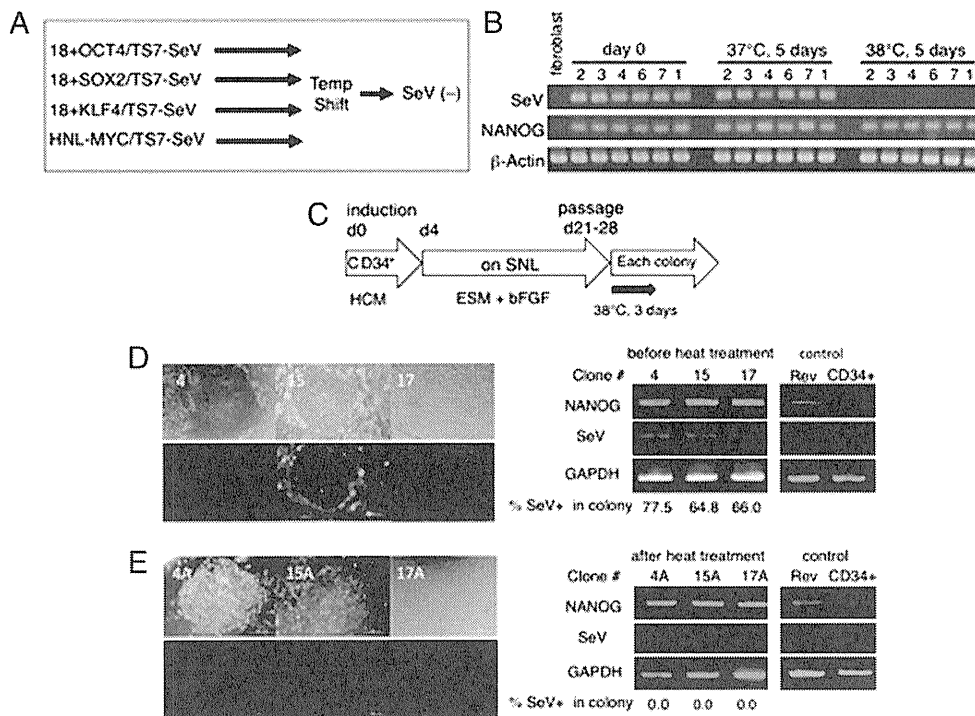 A
18+OCT4/TS7-SeV
18+SOX2/TS7-SeV
18+KLF4/TS7-SeV
HNL-MYC/TS7-SeV
Temp
Shift
SeV (−)
B
fibroblast
day 0
37°C, 5 days
38°C, 5 days
2 3 4 6 7 1
2 3 4 6 7 1
2 3 4 6 7 1
SeV
NANOG
β-Actin
C
induction
d0
d4
passage
d21-28
CD34+
on SNL
Each colony
HCM
ESM + bFGF
38°C, 3 days
D
4
15
17
before heat treatment
control
Clone #
4 15 17
Rev CD34+
NANOG
SeV
GAPDH
% SeV+ in colony
77.5 64.8 66.0
E
4A
15A
17A
after heat treatment
control
Clone #
4A 15A 17A
Rev CD34+
NANOG
SeV
GAPDH
% SeV+ in colony
0.0 0.0 0.0